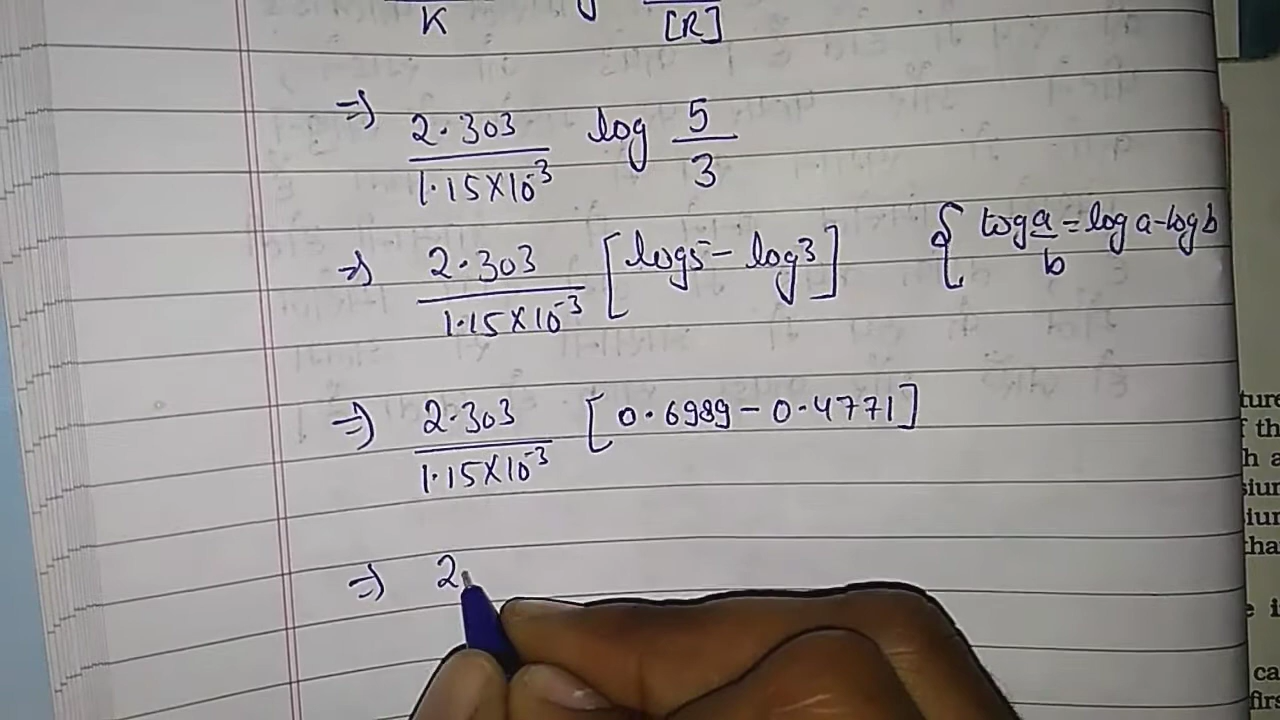 K [R]
=) 2.303 / 1.15×10⁻³ log 5/3
=) 2.303 / 1.15×10⁻³ [log5 - log3] { log a/b = log a - log b
=) 2.303 / 1.15×10⁻³ [0.6989 - 0.4771]
=) 2.